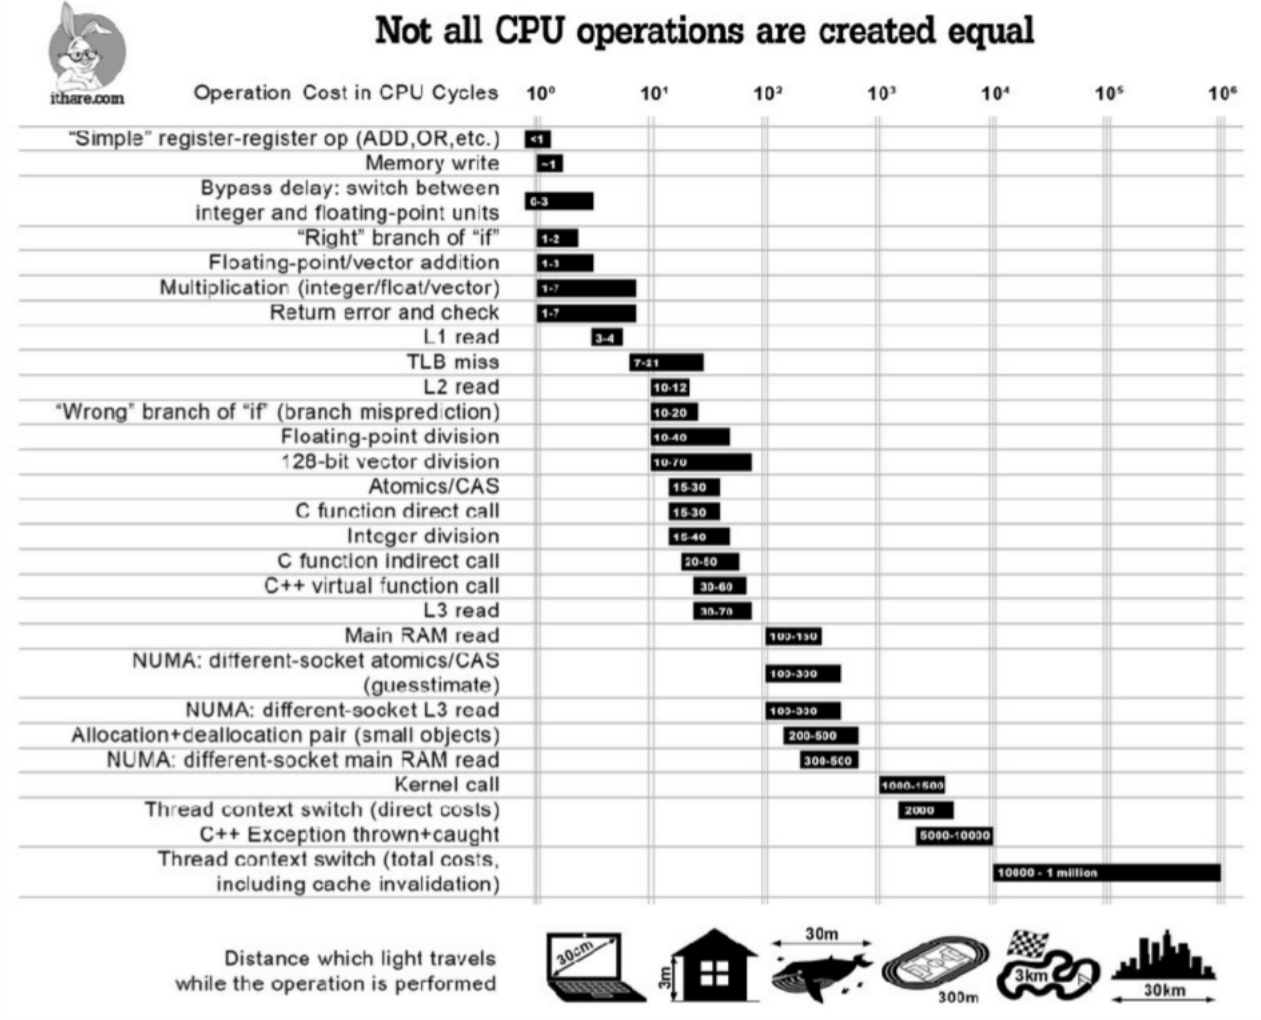 Not all CPU operations are created equal
ithare.com
Operation Cost in CPU Cycles 10⁰ 10¹ 10² 10³ 10⁴ 10⁵ 10⁶
"Simple" register-register op (ADD,OR,etc.) <1
Memory write ~1
Bypass delay: switch between
integer and floating-point units 0-3
"Right" branch of "if" 1-2
Floating-point/vector addition 1-3
Multiplication (integer/float/vector) 1-7
Return error and check 1-7
L1 read 3-4
TLB miss 7-21
L2 read 10-12
"Wrong" branch of "if" (branch misprediction) 10-20
Floating-point division 10-40
128-bit vector division 10-70
Atomics/CAS 15-30
C function direct call 15-30
Integer division 15-40
C function indirect call 20-50
C++ virtual function call 30-60
L3 read 30-70
Main RAM read 100-150
NUMA: different-socket atomics/CAS
(guesstimate) 100-300
NUMA: different-socket L3 read 100-300
Allocation+deallocation pair (small objects) 200-500
NUMA: different-socket main RAM read 300-500
Kernel call 1000-1500
Thread context switch (direct costs) 2000
C++ Exception thrown+caught 5000-10000
Thread context switch (total costs,
including cache invalidation) 10000 - 1 million
Distance which light travels
while the operation is performed
30cm
3m
30m
300m
3km
30km